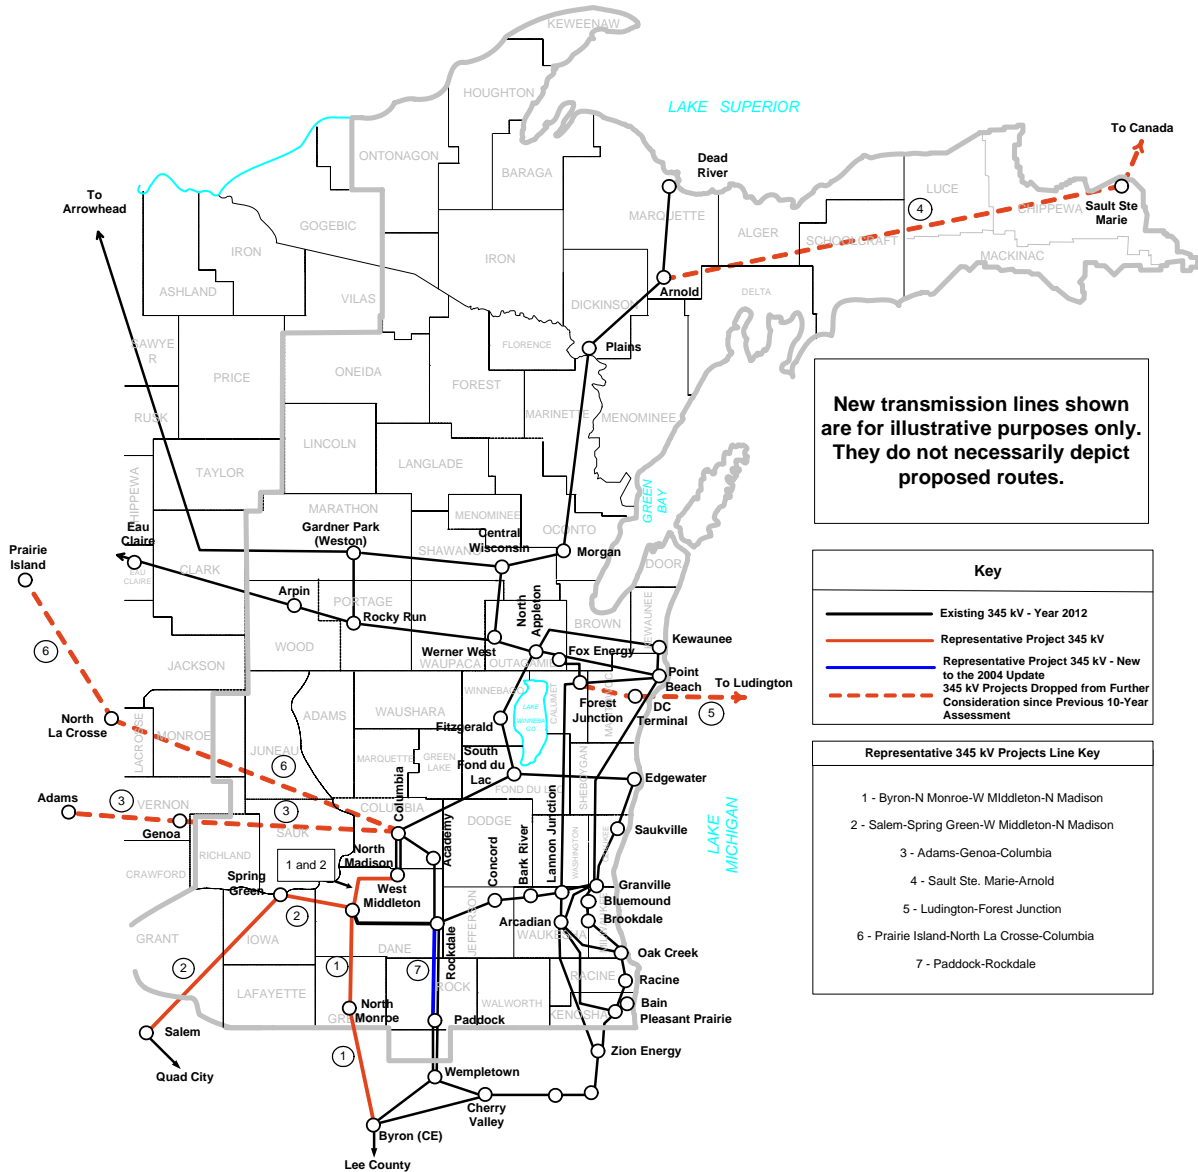 KEWEENAW
HOUGHTON
LAKE SUPERIOR
To Canada
ONTONAGON
BARAGA
Dead
River
LUCE
CHIPPEWA
Sault Ste
Marie
To
Arrowhead
GOGEBIC
MARQUETTE
ALGER
4
SCHOOLCRAFT
MACKINAC
IRON
IRON
ASHLAND
VILAS
DICKINSON
Arnold
DELTA
SAWYE
R
FLORENCE
Plains
PRICE
ONEIDA
FOREST
RUSK
MARINETTE
MENOMINEE
LINCOLN
LANGLADE
TAYLOR
New transmission lines shown
are for illustrative purposes only.
They do not necessarily depict
proposed routes.
HIPPEWA
MARATHON
MENOMINEE
GREEN
BAY
Eau
Claire
Gardner Park
(Weston)
Central
Wisconsin
OCONTO
SHAWANO
Morgan
Prairie
Island
EAU
CLAIRE
CLARK
DOOR
Arpin
PORTAGE
Rocky Run
North
Appleton
BROWN
KEWAUNEE
Kewaunee
WOOD
Werner West
WAUPACA
OUTAGAMIE
Fox Energy
6
JACKSON
Point
Beach
To Ludington
5
WINNEBAGO
CALUMET
Forest
Junction
DC
Terminal
North
La Crosse
LACROSSE
MONROE
ADAMS
WAUSHARA
Fitzgerald
LAKE
JUNEAU
6
MARQUETTE
GREEN
LAKE
South
Fond du
Lac
FOND DU LAC
SHEBOYGAN
Edgewater
Adams
3
VERNON
Genoa
3
SAUK
COLUMBIA
Columbia
DODGE
Saukville
LAKE
MICHIGAN
RICHLAND
CRAWFORD
1 and 2
North
Madison
Academy
Concord
Bark River
Lannon Junction
WASHINGTON
Spring
Green
West
Middleton
Granville
Bluemound
Brookdale
2
Arcadian
WAUKESHA
GRANT
IOWA
DANE
JEFFERSON
Rockdale
Oak Creek
2
1
7
ROCK
WALWORTH
RACINE
Racine
LAFAYETTE
North
Monroe
Paddock
KENOSHA
Bain
Pleasant Prairie
Salem
Quad City
1
Zion Energy
Wempletown
Cherry
Valley
Byron (CE)
Lee County
Key
Existing 345 kV - Year 2012
Representative Project 345 kV
Representative Project 345 kV - New
to the 2004 Update
345 kV Projects Dropped from Further
Consideration since Previous 10-Year
Assessment
Representative 345 kV Projects Line Key
1 - Byron-N Monroe-W MIddleton-N Madison
2 - Salem-Spring Green-W Middleton-N Madison
3 - Adams-Genoa-Columbia
4 - Sault Ste. Marie-Arnold
5 - Ludington-Forest Junction
6 - Prairie Island-North La Crosse-Columbia
7 - Paddock-Rockdale